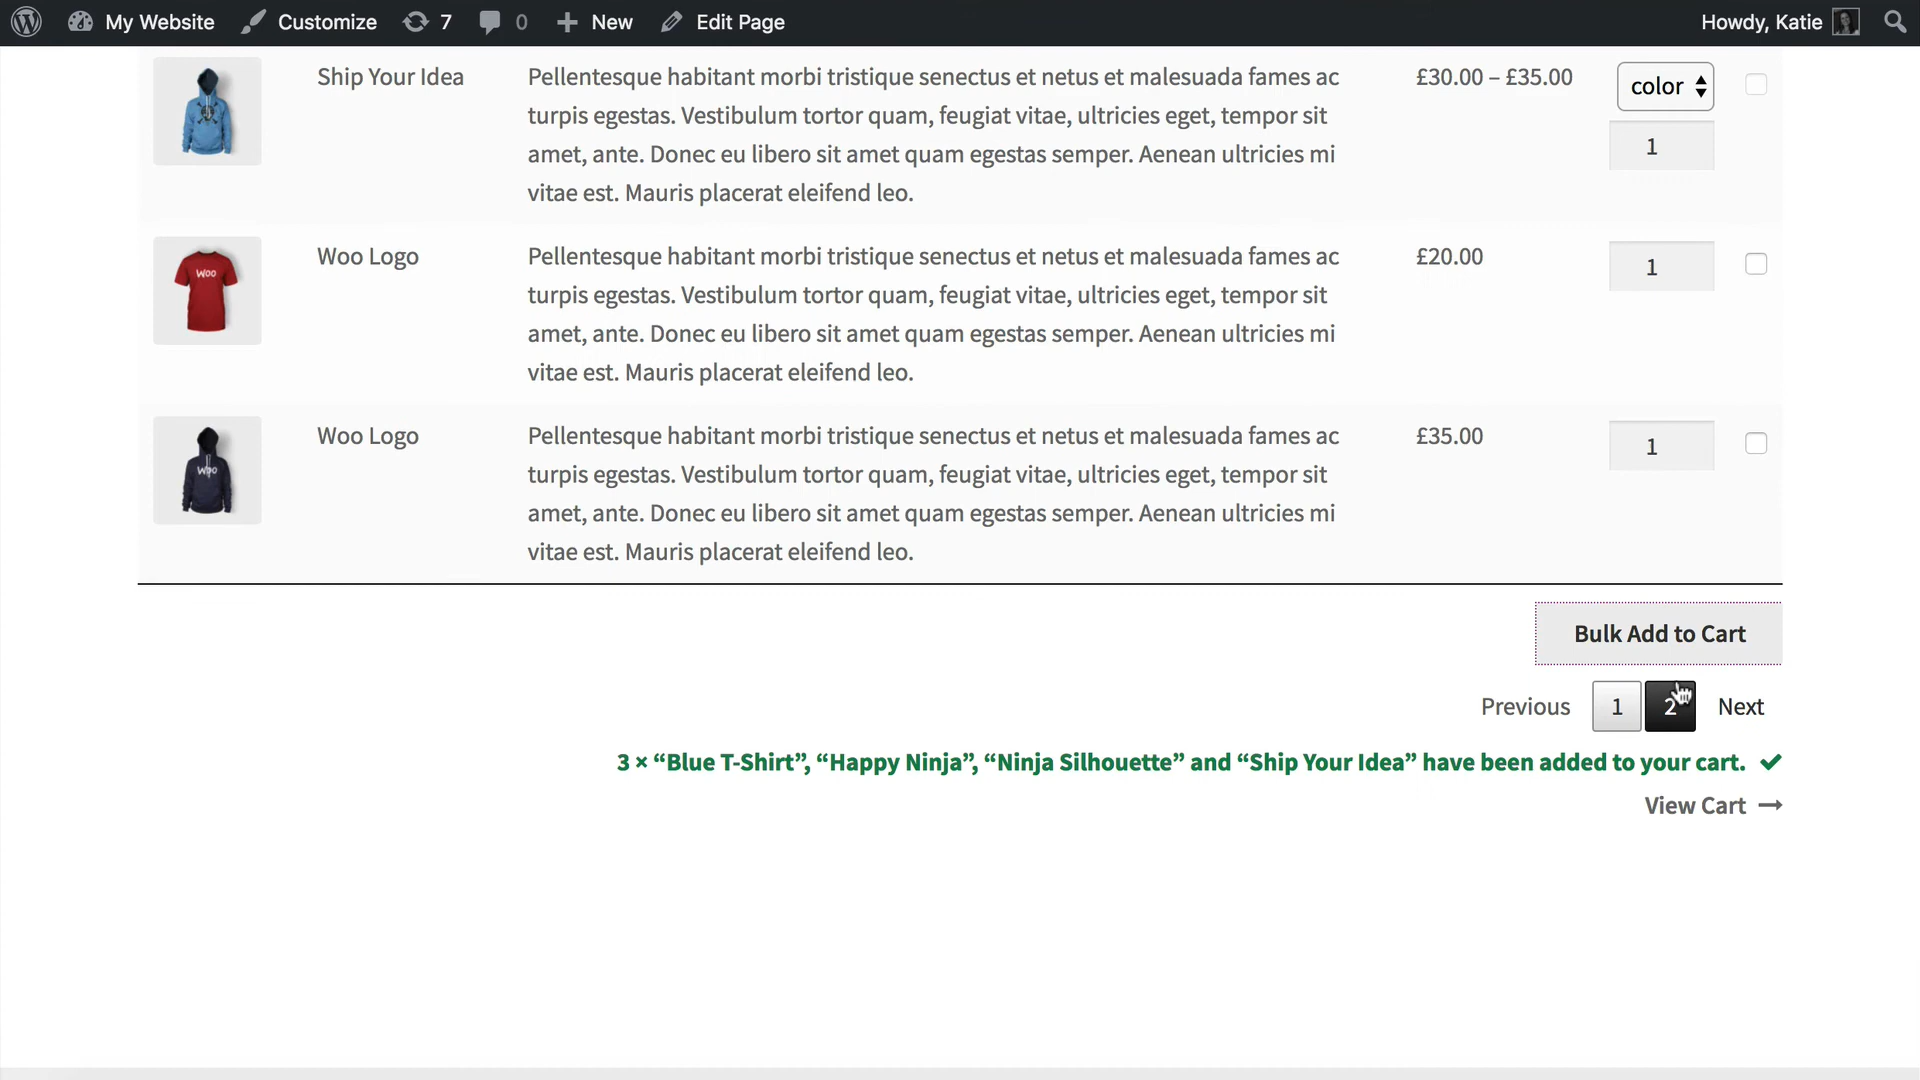 My Website Customize 7 0 New Edit Page Howdy, Katie
Ship Your Idea
Pellentesque habitant morbi tristique senectus et netus et malesuada fames ac
turpis egestas. Vestibulum tortor quam, feugiat vitae, ultricies eget, tempor sit
amet, ante. Donec eu libero sit amet quam egestas semper. Aenean ultricies mi
vitae est. Mauris placerat eleifend leo.
£30.00 – £35.00
color
1
Woo
Woo Logo
Pellentesque habitant morbi tristique senectus et netus et malesuada fames ac
turpis egestas. Vestibulum tortor quam, feugiat vitae, ultricies eget, tempor sit
amet, ante. Donec eu libero sit amet quam egestas semper. Aenean ultricies mi
vitae est. Mauris placerat eleifend leo.
£20.00
1
Woo
Woo Logo
Pellentesque habitant morbi tristique senectus et netus et malesuada fames ac
turpis egestas. Vestibulum tortor quam, feugiat vitae, ultricies eget, tempor sit
amet, ante. Donec eu libero sit amet quam egestas semper. Aenean ultricies mi
vitae est. Mauris placerat eleifend leo.
£35.00
1
Bulk Add to Cart
Previous 1 2 Next
3 × “Blue T-Shirt”, “Happy Ninja”, “Ninja Silhouette” and “Ship Your Idea” have been added to your cart.
View Cart →